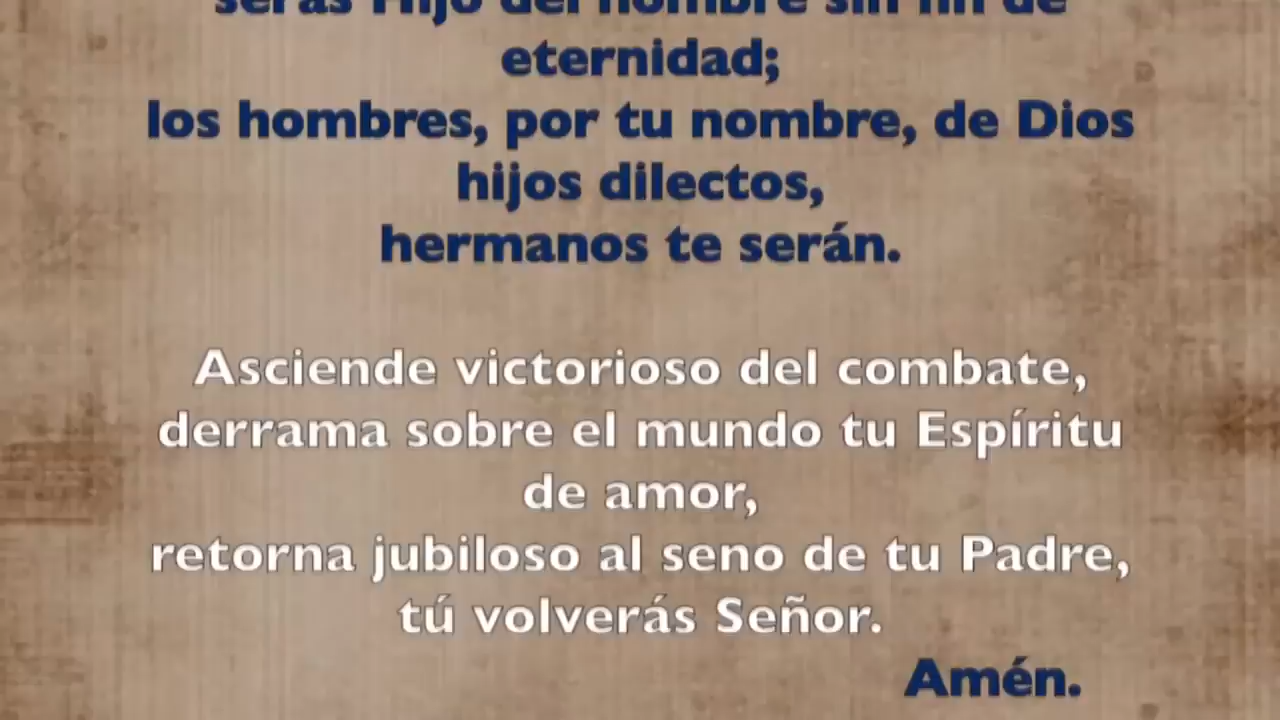 serás Hijo del hombre sin fin de
eternidad;
los hombres, por tu nombre, de Dios
hijos dilectos,
hermanos te serán.
Asciende victorioso del combate,
derrama sobre el mundo tu Espíritu
de amor,
retorna jubiloso al seno de tu Padre,
tú volverás Señor.
Amén.